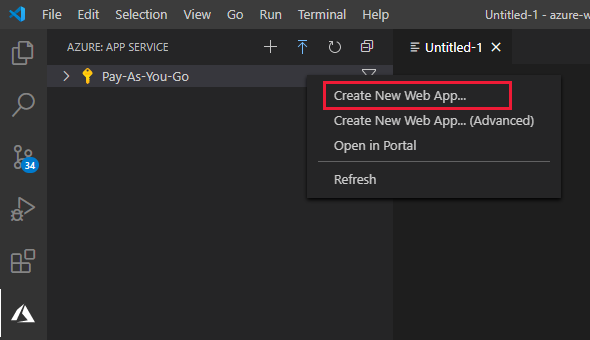 File Edit Selection View Go Run Terminal Help Untitled-1 - azure-w
AZURE: APP SERVICE
Untitled-1
Pay-As-You-Go
Create New Web App...
Create New Web App... (Advanced)
Open in Portal
Refresh
34